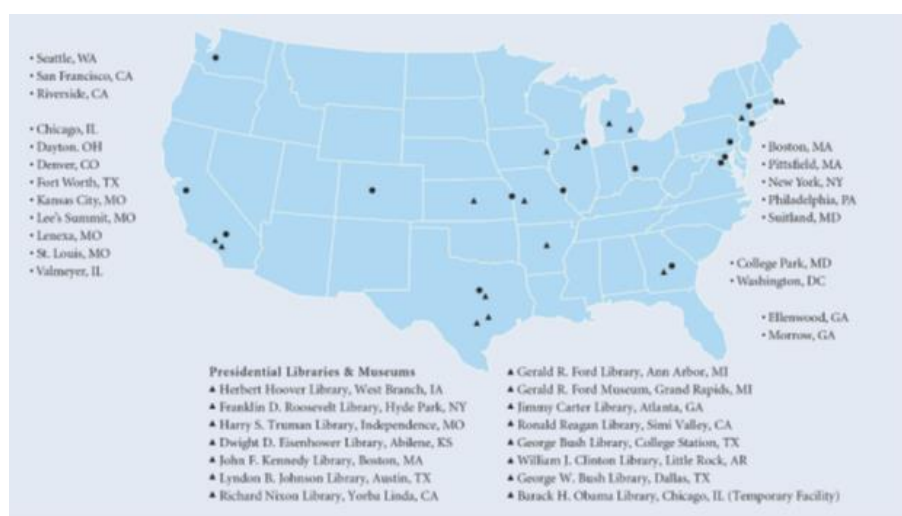 • Seattle, WA
• San Francisco, CA
• Riverside, CA
• Chicago, IL
• Dayton. OH
• Denver, CO
• Fort Worth, TX
• Kansas City, MO
• Lee's Summit, MO
• Lenexa, MO
• St. Louis, MO
• Valmeyer, IL
• Boston, MA
• Pittsfield, MA
• New York, NY
• Philadelphia, PA
• Suitland, MD
• College Park, MD
• Washington, DC
• Ellenwood, GA
• Morrow, GA
Presidential Libraries & Museums
▲ Herbert Hoover Library, West Branch, IA
▲ Franklin D. Roosevelt Library, Hyde Park, NY
▲ Harry S. Truman Library, Independence, MO
▲ Dwight D. Eisenhower Library, Abilene, KS
▲ John F. Kennedy Library, Boston, MA
▲ Lyndon B. Johnson Library, Austin, TX
▲ Richard Nixon Library, Yorba Linda, CA
▲ Gerald R. Ford Library, Ann Arbor, MI
▲ Gerald R. Ford Museum, Grand Rapids, MI
▲ Jimmy Carter Library, Atlanta, GA
▲ Ronald Reagan Library, Simi Valley, CA
▲ George Bush Library, College Station, TX
▲ William J. Clinton Library, Little Rock, AR
▲ George W. Bush Library, Dallas, TX
▲ Barack H. Obama Library, Chicago, IL (Temporary Facility)